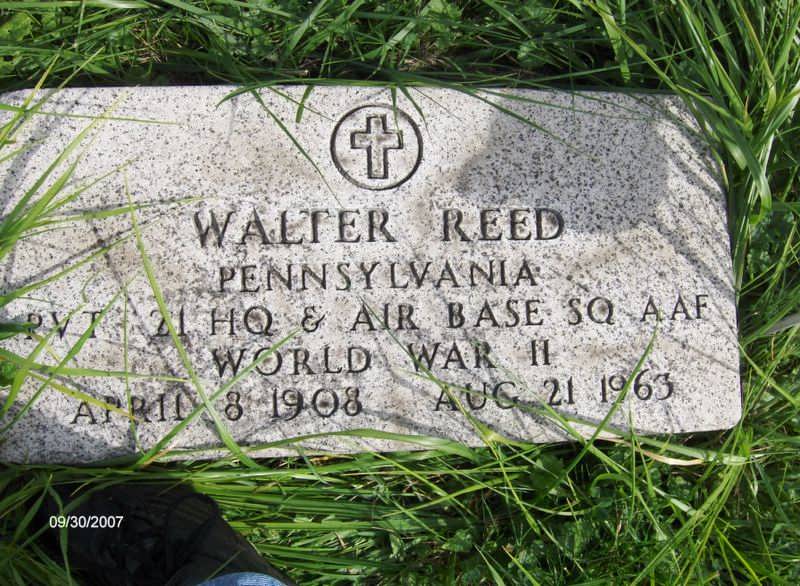 WALTER REED
PENNSYLVANIA
PVT 21 HQ & AIR BASE SQ AAF
WORLD WAR II
APRIL 8 1908 AUG 21 1963
09/30/2007